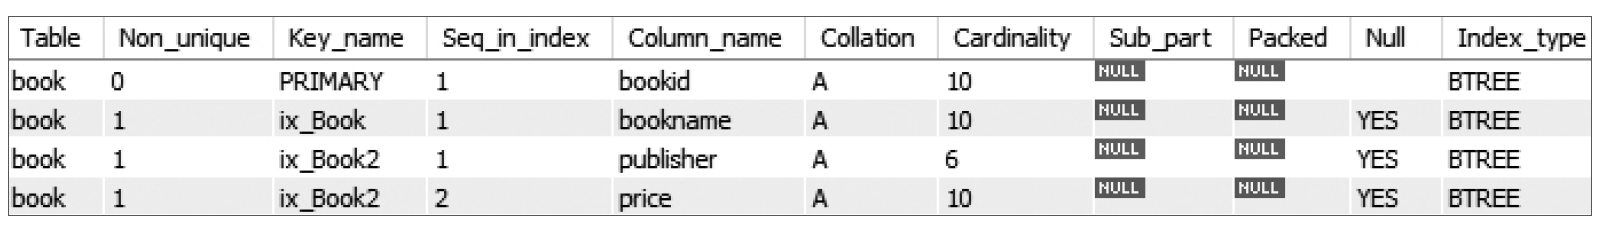 Table Non_unique Key_name Seq_in_index Column_name Collation Cardinality Sub_part Packed Null Index_type
book 0 PRIMARY 1 bookid A 10 NULL NULL BTREE
book 1 ix_Book 1 bookname A 10 NULL NULL YES BTREE
book 1 ix_Book2 1 publisher A 6 NULL NULL YES BTREE
book 1 ix_Book2 2 price A 10 NULL NULL YES BTREE